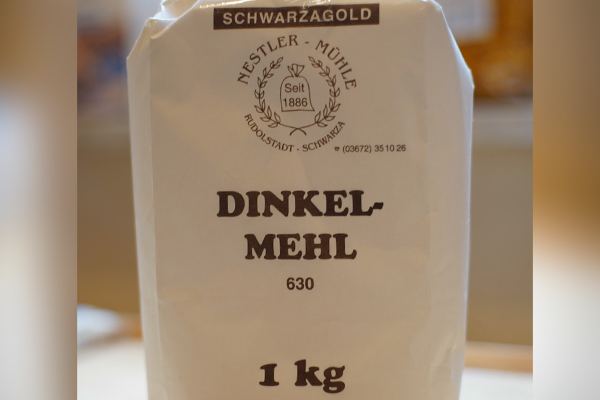 SCHWARZAGOLD
NESTLER - MÜHLE
Seit
1886
RUDOLSTADT - SCHWARZA
☎ (03672) 35 10 26
DINKEL-
MEHL
630
1 kg